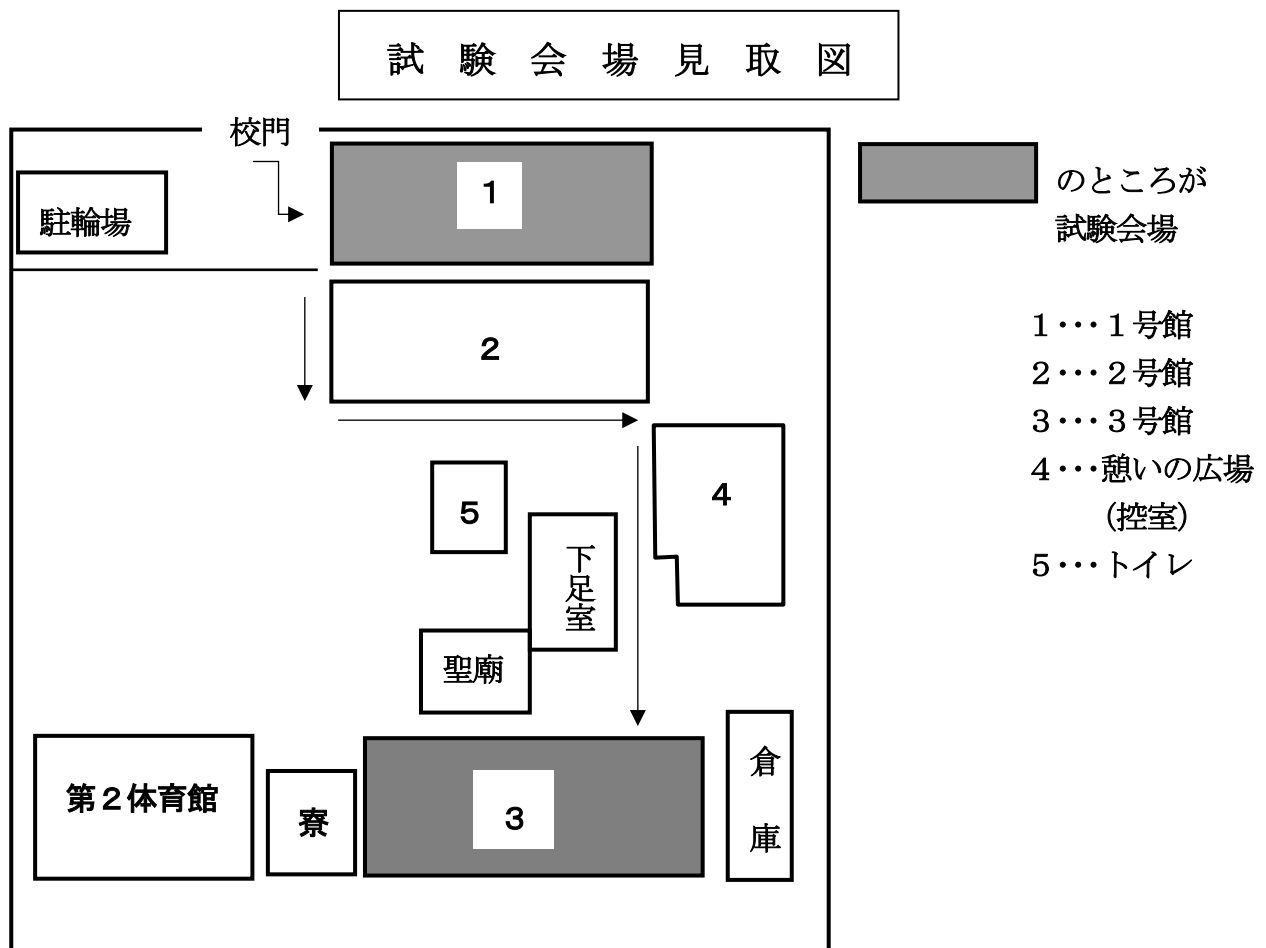 試験会場見取図
校門
駐輪場
1
のところが
試験会場
2
１･･･１号館
２･･･２号館
３･･･３号館
４･･･憩いの広場
(控室)
５･･･トイレ
4
5
下足室
聖廟
倉庫
第２体育館
寮
3